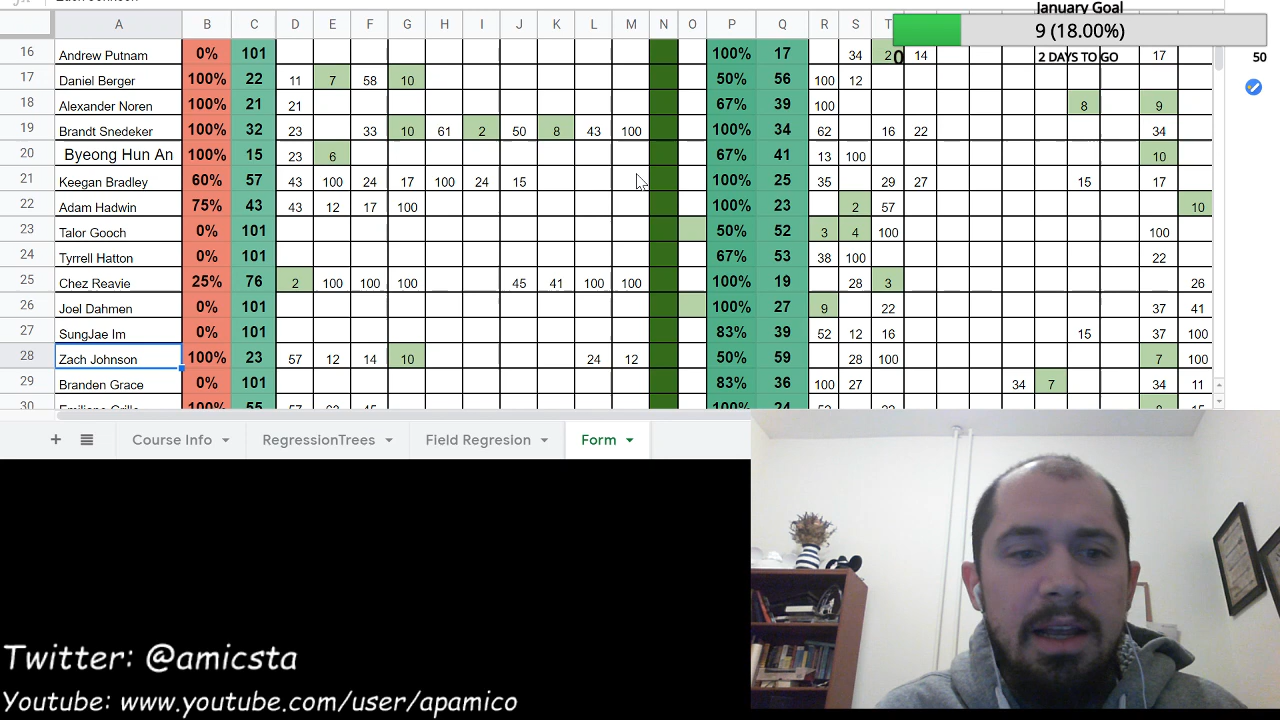 January Goal
9 (18.00%)
0 2 DAYS TO GO 50
A B C D E F G H I J K L M N O P Q R S T
16 Andrew Putnam 0% 101 100% 17 34 2 14 17
17 Daniel Berger 100% 22 11 7 58 10 50% 56 100 12
18 Alexander Noren 100% 21 21 67% 39 100 8 9
19 Brandt Snedeker 100% 32 23 33 10 61 2 50 8 43 100 100% 34 62 16 22 34
20 Byeong Hun An 100% 15 23 6 67% 41 13 100 10
21 Keegan Bradley 60% 57 43 100 24 17 100 24 15 100% 25 35 29 27 15 17
22 Adam Hadwin 75% 43 43 12 17 100 100% 23 2 57 10
23 Talor Gooch 0% 101 50% 52 3 4 100 100
24 Tyrrell Hatton 0% 101 67% 53 38 100 22
25 Chez Reavie 25% 76 2 100 100 100 45 41 100 100 100% 19 28 3 26
26 Joel Dahmen 0% 101 100% 27 9 22 37 41
27 SungJae Im 0% 101 83% 39 52 12 16 15 37 100
28 Zach Johnson 100% 23 57 12 14 10 24 12 50% 59 28 100 7 100
29 Branden Grace 0% 101 83% 36 100 27 34 7 34 11
30 Emiliano Grillo 100% 55 100% 24
+ Course Info RegressionTrees Field Regresion Form
Twitter: @amicsta
Youtube: www.youtube.com/user/apamico